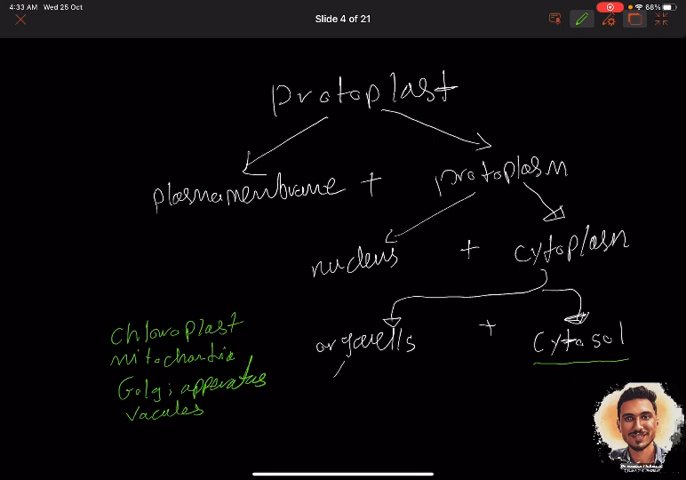 4:33 AM Wed 25 Oct
68%
Slide 4 of 21
protoplast
plasmamembrane + protoplasm
nucleus + cytoplasm
organells + cytosol
chloroplast
mitochondria
Golgi apparatus
vacules